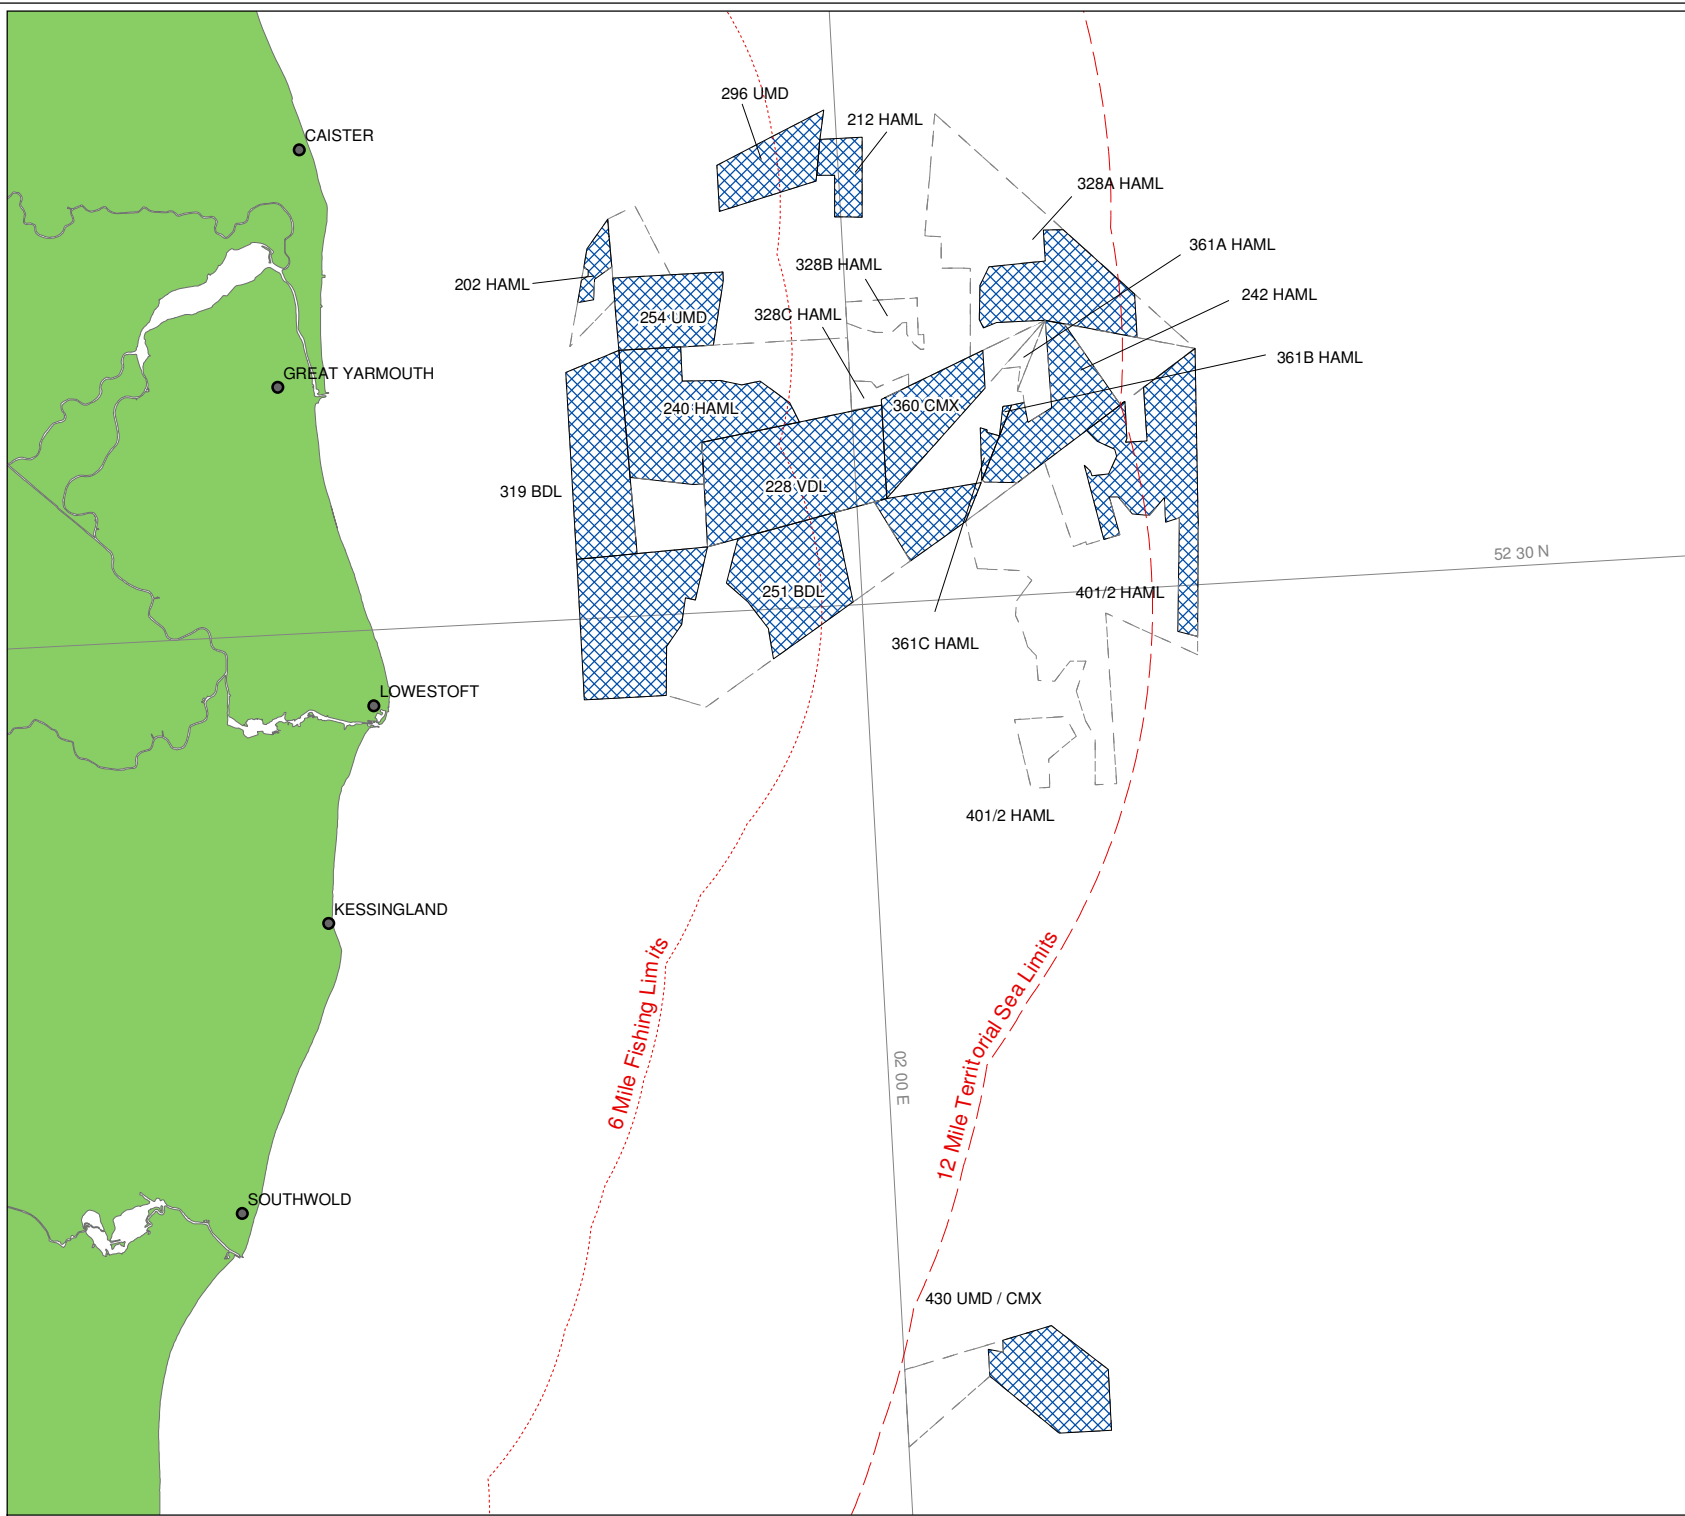 296 UMD
212 HAML
CAISTER
328A HAML
361A HAML
328B HAML
202 HAML
242 HAML
328C HAML
254 UMD
361B HAML
GREAT YARMOUTH
360 CMX
240 HAML
228 VDL
319 BDL
52 30 N
251 BDL
401/2 HAML
361C HAML
LOWESTOFT
401/2 HAML
KESSINGLAND
6 Mile Fishing Limits
12 Mile Territorial Sea Limits
02 00 E
SOUTHWOLD
430 UMD / CMX